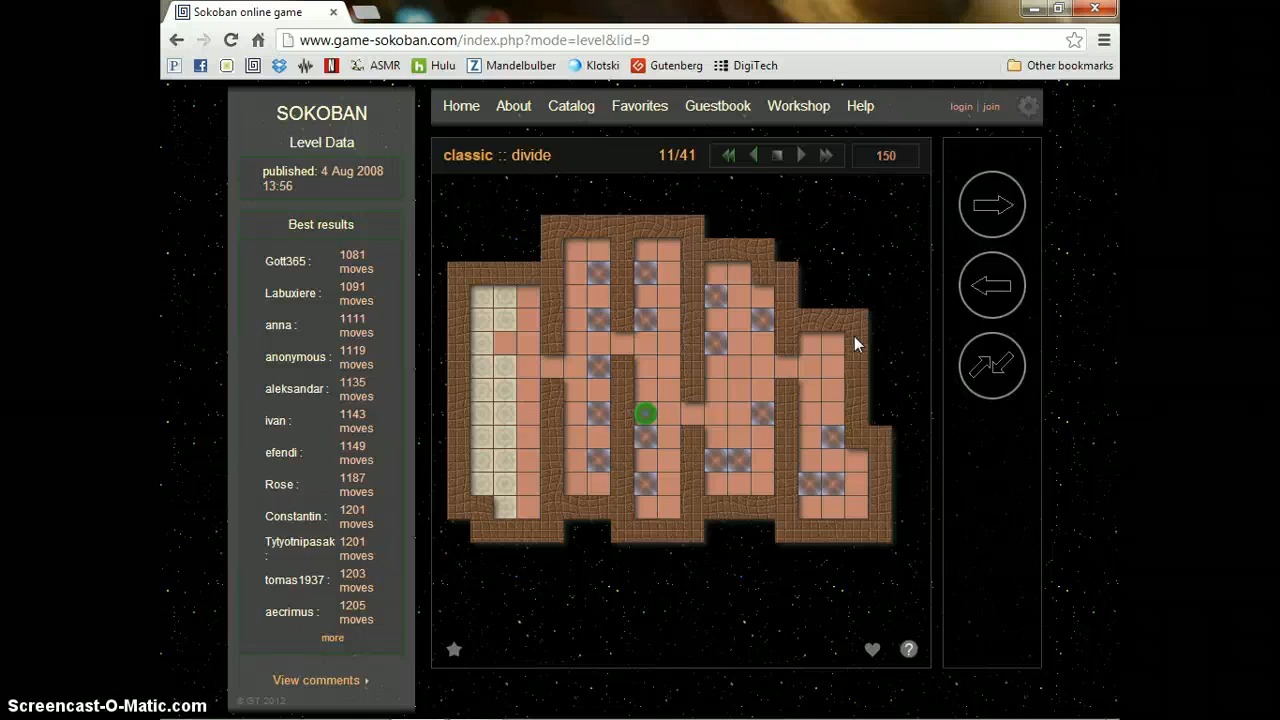 Sokoban online game
www.game-sokoban.com/index.php?mode=level&lid=9
ASMR
Hulu
Mandelbulber
Klotski
Gutenberg
DigiTech
Other bookmarks
SOKOBAN
Level Data
published: 4 Aug 2008
13:56
Best results
Gott365 : 1081 moves
Labuxiere : 1091 moves
anna : 1111 moves
anonymous : 1119 moves
aleksandar : 1135 moves
ivan : 1143 moves
efendi : 1149 moves
Rose : 1187 moves
Constantin : 1201 moves
Tytyotnipasak : 1201 moves
tomas1937 : 1203 moves
aecrimus : 1205 moves
more
View comments
© GT 2012
Home About Catalog Favorites Guestbook Workshop Help login | join
classic :: divide 11/41 150
?
Screencast-O-Matic.com